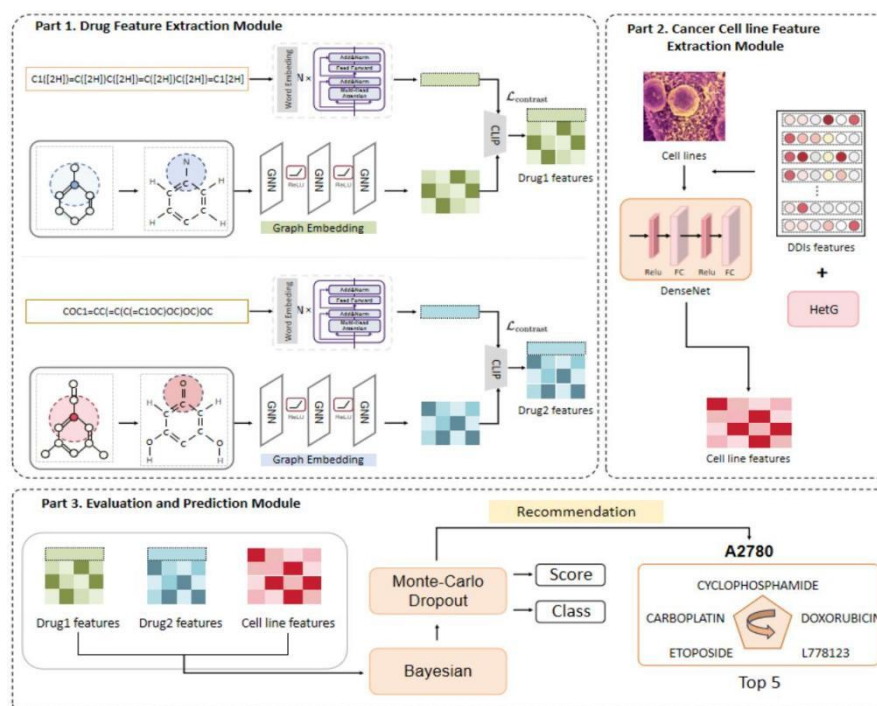 Part 1. Drug Feature Extraction Module
C1([2H])=C([2H])C([2H])=C([2H])C([2H])=C1[2H]
Word Embeding
N×
Add&Norm
Feed Forward
Add&Norm
Multi-Head
Attention
ℒcontrast
CLIP
Drug1 features
N
H
H
H
H
C
C
C
C
C
C
GNN
ReLU
GNN
ReLU
GNN
Graph Embedding
COC1=CC(=C(C(=C1OC)OC)OC)OC
Word Embeding
N×
Add&Norm
Feed Forward
Add&Norm
Multi-Head
Attention
ℒcontrast
CLIP
Drug2 features
O
H
H
C
C
C
C
C
C
O
O
H
H
GNN
ReLU
GNN
ReLU
GNN
Graph Embedding
Part 2. Cancer Cell line Feature
Extraction Module
Cell lines
DDIs features
+
HetG
Relu
FC
Relu
FC
DenseNet
Cell line features
Part 3. Evaluation and Prediction Module
Drug1 features
Drug2 features
Cell line features
Bayesian
Monte-Carlo
Dropout
Score
Class
Recommendation
A2780
CYCLOPHOSPHAMIDE
CARBOPLATIN
DOXORUBICIN
ETOPOSIDE
L778123
Top 5